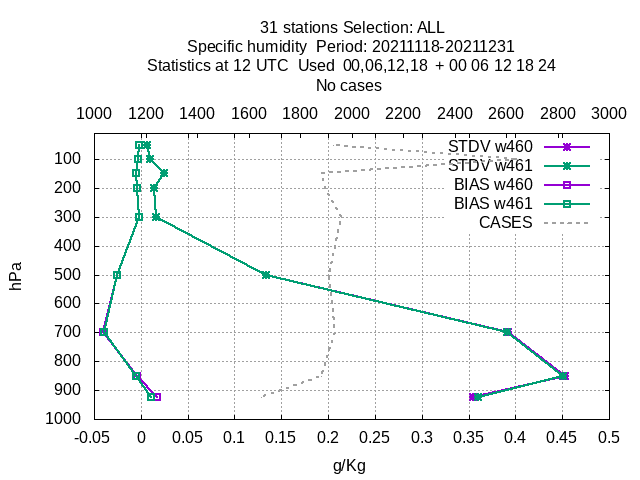 31 stations Selection: ALL
Specific humidity  Period: 20211118-20211231
Statistics at 12 UTC  Used  00,06,12,18  + 00 06 12 18 24
No cases
1000 1200 1400 1600 1800 2000 2200 2400 2600 2800 3000
STDV w460
STDV w461
BIAS w460
BIAS w461
CASES
100
200
300
400
500
600
700
800
900
1000
hPa
-0.05 0 0.05 0.1 0.15 0.2 0.25 0.3 0.35 0.4 0.45 0.5
g/Kg